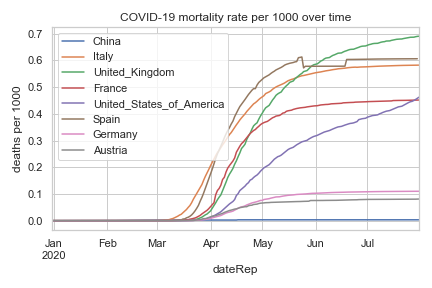 COVID-19 mortality rate per 1000 over time
0.7
0.6
0.5
0.4
0.3
0.2
0.1
0.0
deaths per 1000
China
Italy
United_Kingdom
France
United_States_of_America
Spain
Germany
Austria
Jan
2020
Feb
Mar
Apr
May
Jun
Jul
dateRep